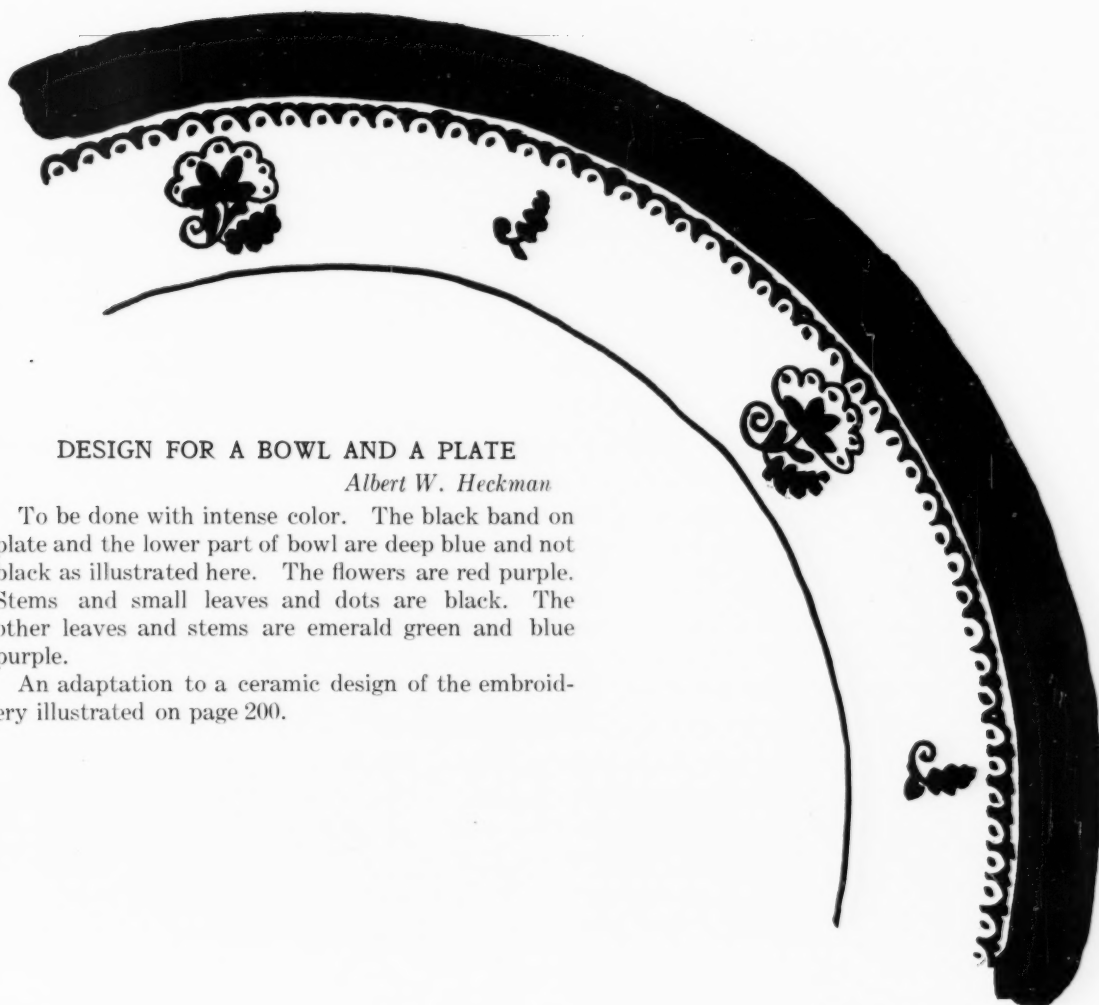 DESIGN FOR A BOWL AND A PLATE
Albert W. Heckman
To be done with intense color. The black band on
plate and the lower part of bowl are deep blue and not
black as illustrated here. The flowers are red purple.
Stems and small leaves and dots are black. The
other leaves and stems are emerald green and blue
purple.
An adaptation to a ceramic design of the embroid-
ery illustrated on page 200.